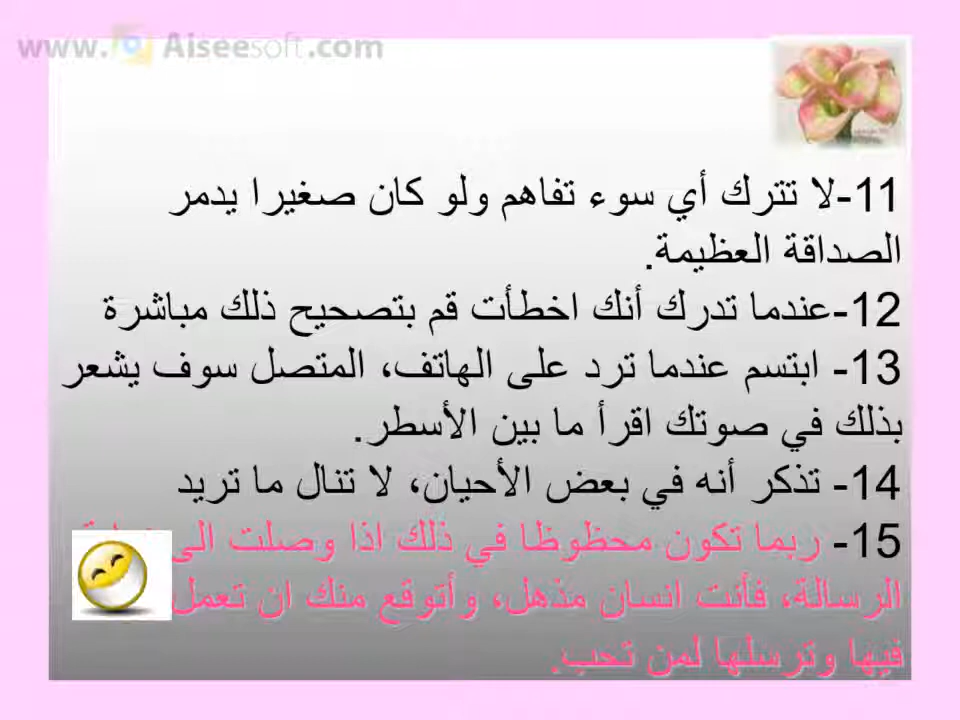 www.Aiseesoft.com
11-لا تترك أي سوء تفاهم ولو كان صغيرا يدمر
الصداقة العظيمة.
12-عندما تدرك أنك اخطأت قم بتصحيح ذلك مباشرة
13- ابتسم عندما ترد على الهاتف، المتصل سوف يشعر
بذلك في صوتك اقرأ ما بين الأسطر.
14- تذكر أنه في بعض الأحيان، لا تنال ما تريد
15- ربما تكون محظوظا في ذلك اذا وصلت الى
الرسالة، فأنت انسان مذهل، وأتوقع منك ان تعمل
فيها وترسلها لمن تحب.